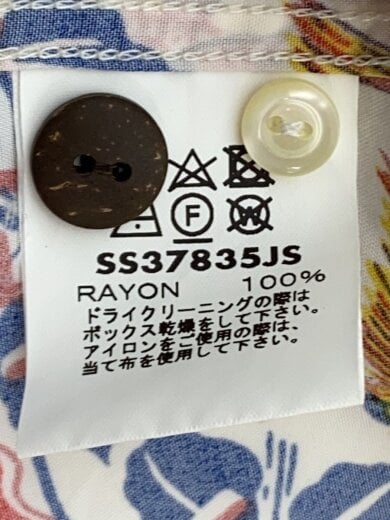 F W
SS37835JS
RAYON 100%
ドライクリーニングの際は
ボックス乾燥をして下さい。
アイロンをご使用の際は、
当て布を使用して下さい。